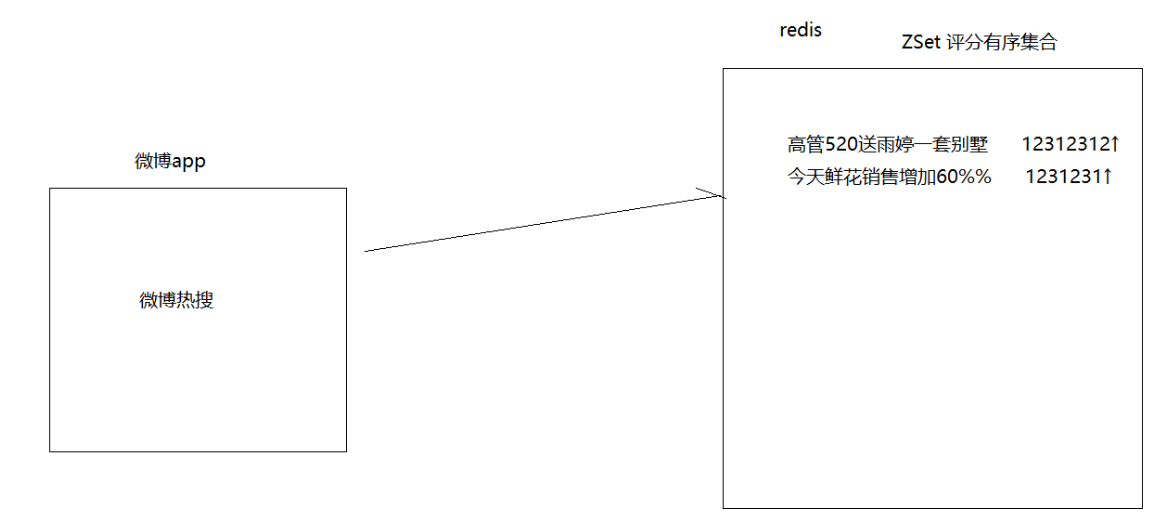 redis
ZSet 评分有序集合
高管520送雨婷一套别墅 12312312↑
今天鲜花销售增加60%% 1231231↑
微博app
微博热搜